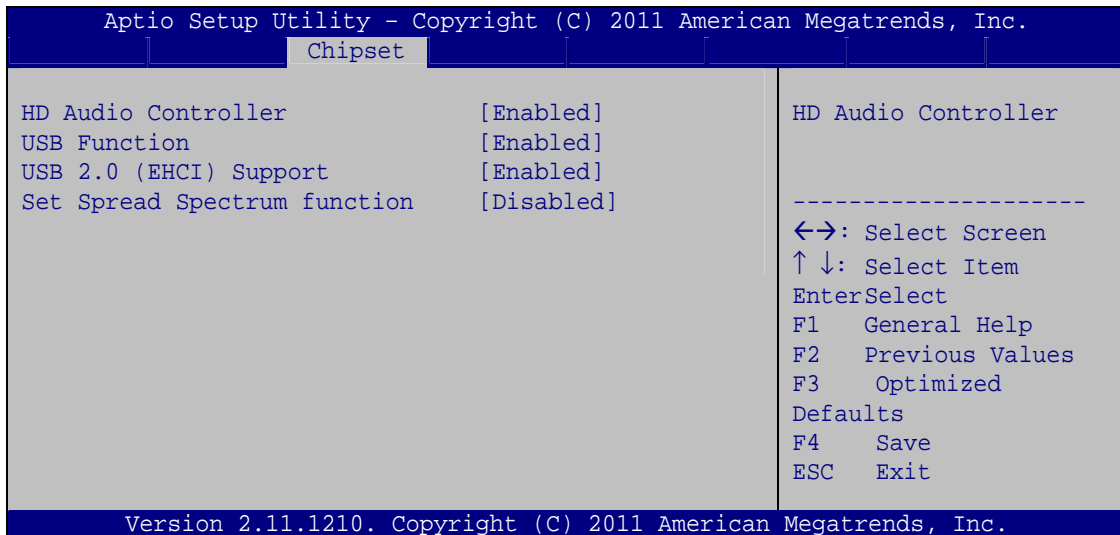 Aptio Setup Utility – Copyright (C) 2011 American Megatrends, Inc.
Chipset
HD Audio Controller [Enabled]
USB Function [Enabled]
USB 2.0 (EHCI) Support [Enabled]
Set Spread Spectrum function [Disabled]
HD Audio Controller
---------------------
←→: Select Screen
↑ ↓: Select Item
EnterSelect
F1 General Help
F2 Previous Values
F3 Optimized
Defaults
F4 Save
ESC Exit
Version 2.11.1210. Copyright (C) 2011 American Megatrends, Inc.